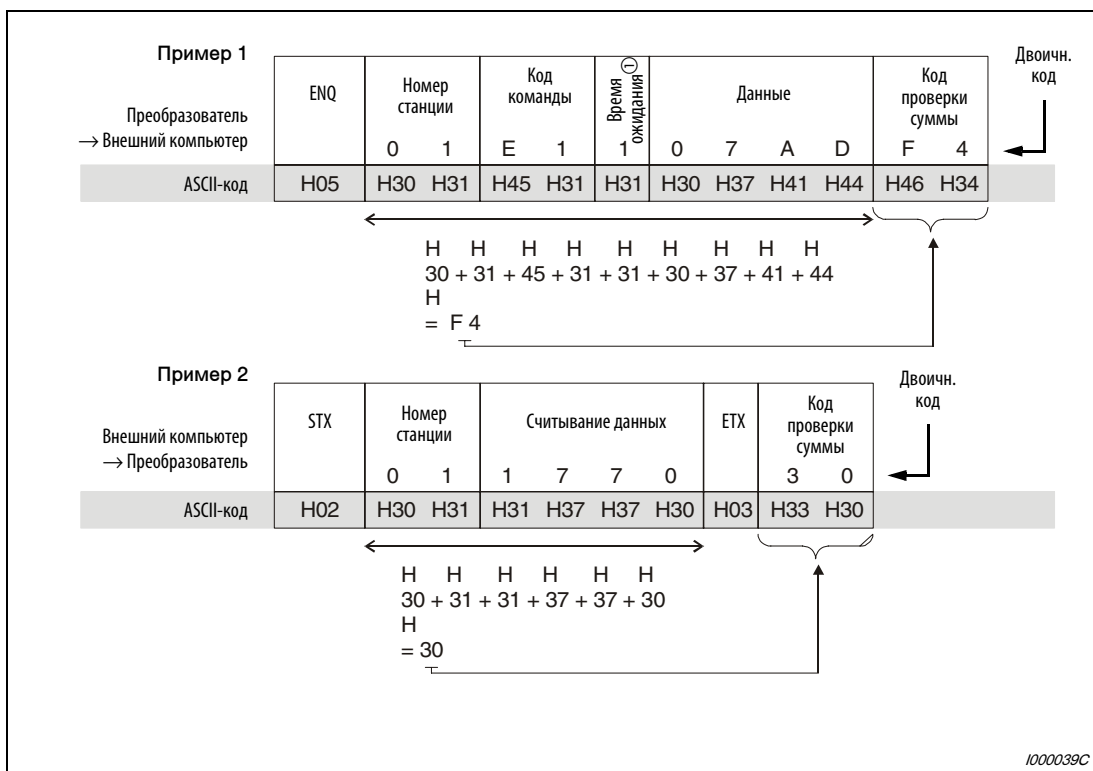 Пример 1
Преобразователь
→ Внешний компьютер
ENQ
Номер
станции
Код
команды
Время
ожидания①
Данные
Код
проверки
суммы
Двоичн.
код
0 1 E 1 1 0 7 A D F 4
ASCII-код H05 H30 H31 H45 H31 H31 H30 H37 H41 H44 H46 H34
H H H H H H H H H
30 + 31 + 45 + 31 + 31 + 30 + 37 + 41 + 44
H
= F 4
Пример 2
Внешний компьютер
→ Преобразователь
STX
Номер
станции
Считывание данных
ETX
Код
проверки
суммы
Двоичн.
код
0 1 1 7 7 0 3 0
ASCII-код H02 H30 H31 H31 H37 H37 H30 H03 H33 H30
H H H H H H
30 + 31 + 31 + 37 + 37 + 30
H
= 30
I000039C